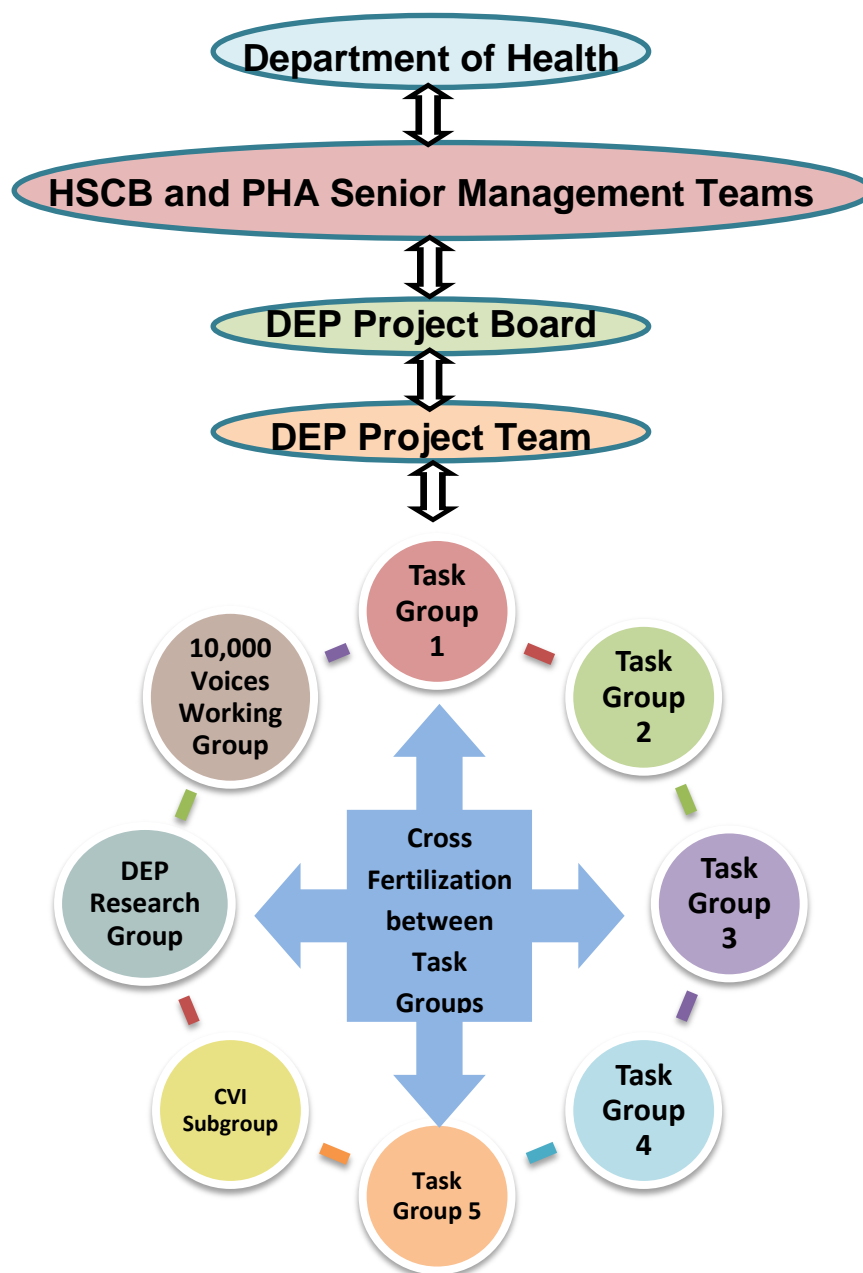 Department of Health
HSCB and PHA Senior Management Teams
DEP Project Board
DEP Project Team
Task
Group
1
Task
Group
2
Task
Group
3
Task
Group
4
Task
Group 5
CVI
Subgroup
DEP
Research
Group
10,000
Voices
Working
Group
Cross
Fertilization
between
Task
Groups